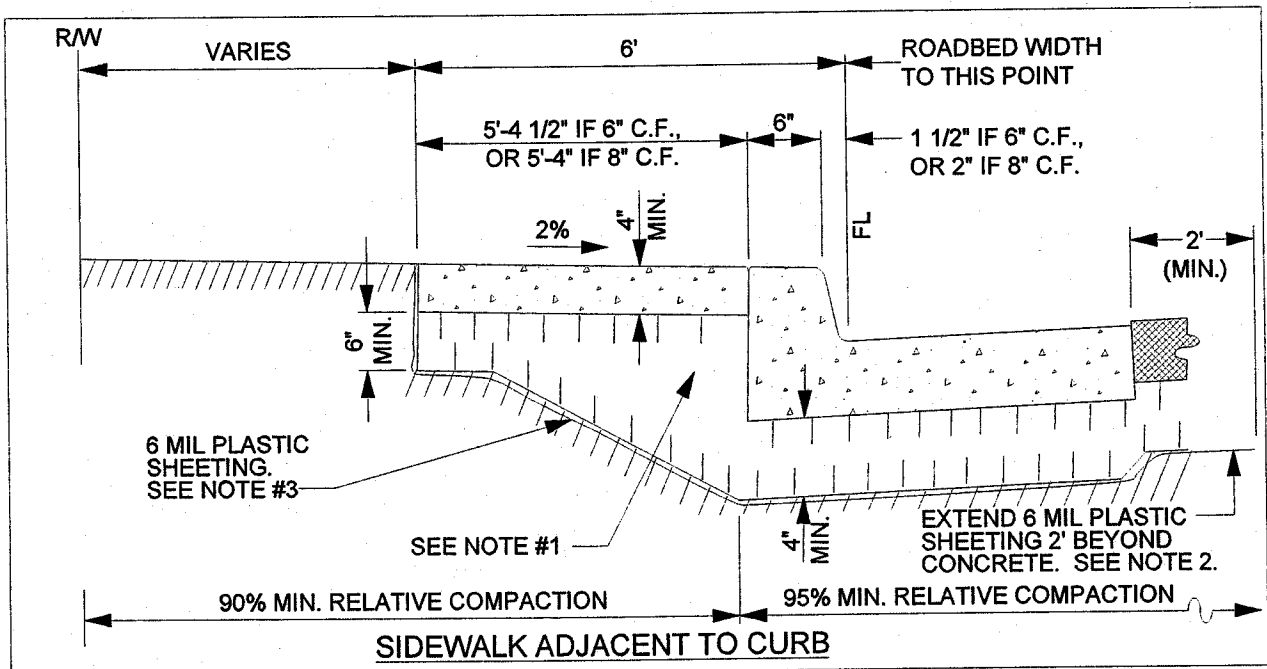 R/W
VARIES
6'
ROADBED WIDTH
TO THIS POINT
5'-4 1/2" IF 6" C.F.,
OR 5'-4" IF 8" C.F.
6"
1 1/2" IF 6" C.F.,
OR 2" IF 8" C.F.
2%
4"
MIN.
FL
2'
(MIN.)
6"
MIN.
6 MIL PLASTIC
SHEETING.
SEE NOTE #3
SEE NOTE #1
4"
MIN.
EXTEND 6 MIL PLASTIC
SHEETING 2' BEYOND
CONCRETE. SEE NOTE 2.
90% MIN. RELATIVE COMPACTION
95% MIN. RELATIVE COMPACTION
SIDEWALK ADJACENT TO CURB